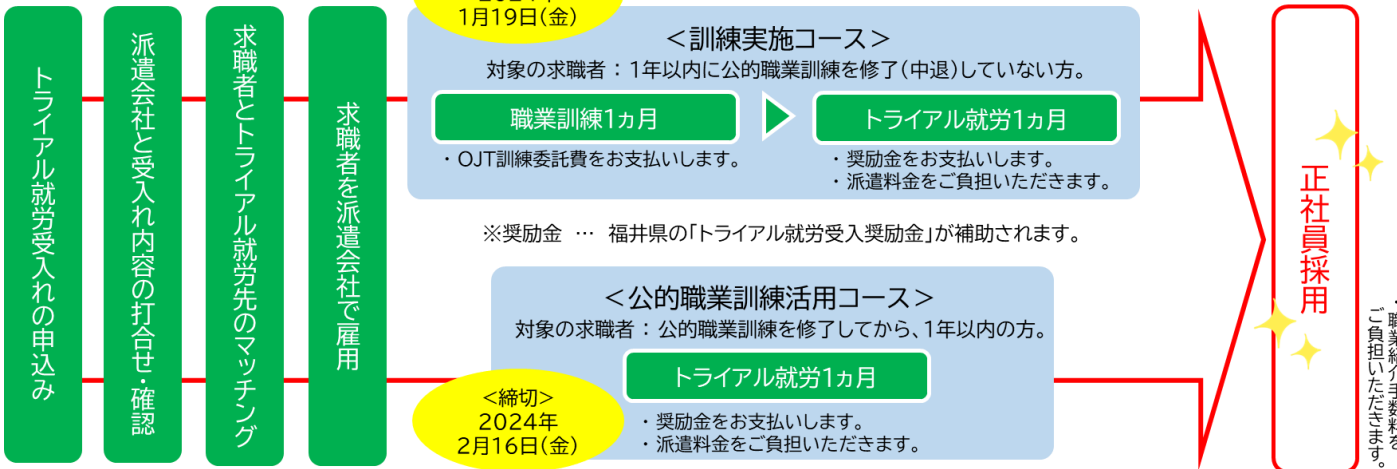 トライアル就労受入れの申込み
派遣会社と受入れ内容の打合せ・確認
求職者とトライアル就労先のマッチング
求職者を派遣会社で雇用
1月19日(金)
<訓練実施コース>
対象の求職者：1年以内に公的職業訓練を修了(中退)していない方。
職業訓練1ヵ月
・OJT訓練委託費をお支払いします。
トライアル就労1ヵ月
・奨励金をお支払いします。
・派遣料金をご負担いただきます。
※奨励金 … 福井県の「トライアル就労受入奨励金」が補助されます。
<公的職業訓練活用コース>
対象の求職者：公的職業訓練を修了してから、1年以内の方。
トライアル就労1ヵ月
・奨励金をお支払いします。
・派遣料金をご負担いただきます。
<締切>
2024年
2月16日(金)
正社員採用
・職業紹介手数料を
ご負担いただきます。